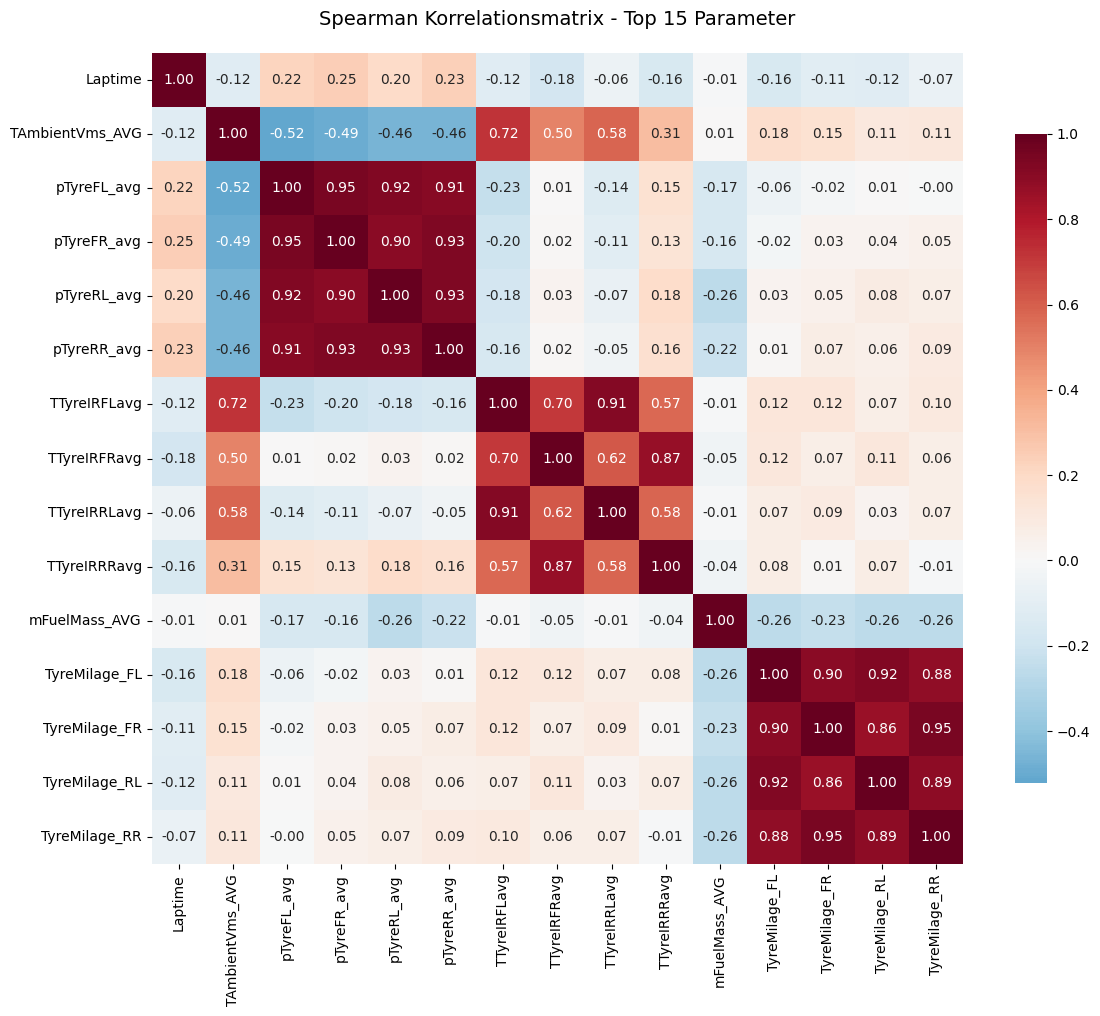 Spearman Korrelationsmatrix - Top 15 Parameter
Laptime 1.00 -0.12 0.22 0.25 0.20 0.23 -0.12 -0.18 -0.06 -0.16 -0.01 -0.16 -0.11 -0.12 -0.07
TAmbientVms_AVG -0.12 1.00 -0.52 -0.49 -0.46 -0.46 0.72 0.50 0.58 0.31 0.01 0.18 0.15 0.11 0.11
pTyreFL_avg 0.22 -0.52 1.00 0.95 0.92 0.91 -0.23 0.01 -0.14 0.15 -0.17 -0.06 -0.02 0.01 -0.00
pTyreFR_avg 0.25 -0.49 0.95 1.00 0.90 0.93 -0.20 0.02 -0.11 0.13 -0.16 -0.02 0.03 0.04 0.05
pTyreRL_avg 0.20 -0.46 0.92 0.90 1.00 0.93 -0.18 0.03 -0.07 0.18 -0.26 0.03 0.05 0.08 0.07
pTyreRR_avg 0.23 -0.46 0.91 0.93 0.93 1.00 -0.16 0.02 -0.05 0.16 -0.22 0.01 0.07 0.06 0.09
TTyreIRFLavg -0.12 0.72 -0.23 -0.20 -0.18 -0.16 1.00 0.70 0.91 0.57 -0.01 0.12 0.12 0.07 0.10
TTyreIRFRavg -0.18 0.50 0.01 0.02 0.03 0.02 0.70 1.00 0.62 0.87 -0.05 0.12 0.07 0.11 0.06
TTyreIRRLavg -0.06 0.58 -0.14 -0.11 -0.07 -0.05 0.91 0.62 1.00 0.58 -0.01 0.07 0.09 0.03 0.07
TTyreIRRRavg -0.16 0.31 0.15 0.13 0.18 0.16 0.57 0.87 0.58 1.00 -0.04 0.08 0.01 0.07 -0.01
mFuelMass_AVG -0.01 0.01 -0.17 -0.16 -0.26 -0.22 -0.01 -0.05 -0.01 -0.04 1.00 -0.26 -0.23 -0.26 -0.26
TyreMilage_FL -0.16 0.18 -0.06 -0.02 0.03 0.01 0.12 0.12 0.07 0.08 -0.26 1.00 0.90 0.92 0.88
TyreMilage_FR -0.11 0.15 -0.02 0.03 0.05 0.07 0.12 0.07 0.09 0.01 -0.23 0.90 1.00 0.86 0.95
TyreMilage_RL -0.12 0.11 0.01 0.04 0.08 0.06 0.07 0.11 0.03 0.07 -0.26 0.92 0.86 1.00 0.89
TyreMilage_RR -0.07 0.11 -0.00 0.05 0.07 0.09 0.10 0.06 0.07 -0.01 -0.26 0.88 0.95 0.89 1.00
Laptime
TAmbientVms_AVG
pTyreFL_avg
pTyreFR_avg
pTyreRL_avg
pTyreRR_avg
TTyreIRFLavg
TTyreIRFRavg
TTyreIRRLavg
TTyreIRRRavg
mFuelMass_AVG
TyreMilage_FL
TyreMilage_FR
TyreMilage_RL
TyreMilage_RR
1.0
0.8
0.6
0.4
0.2
0.0
−0.2
−0.4